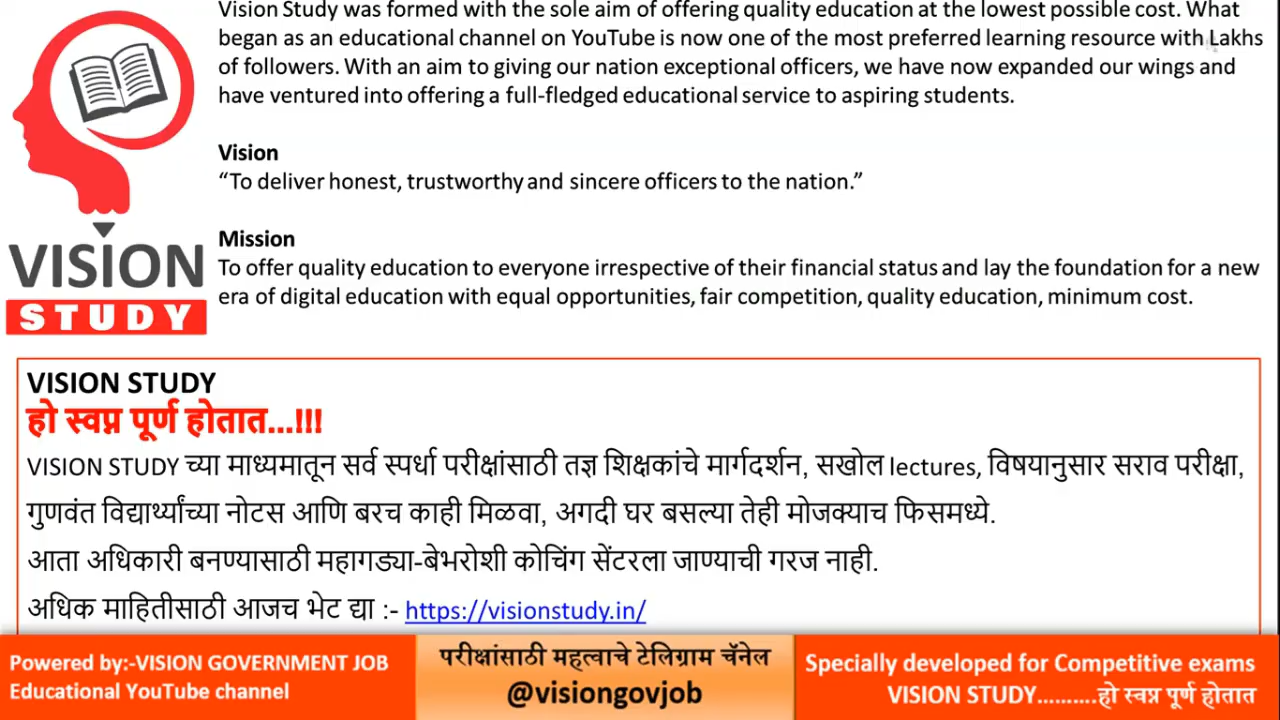 Vision Study was formed with the sole aim of offering quality education at the lowest possible cost. What
began as an educational channel on YouTube is now one of the most preferred learning resource with Lakhs
of followers. With an aim to giving our nation exceptional officers, we have now expanded our wings and
have ventured into offering a full-fledged educational service to aspiring students.
Vision
“To deliver honest, trustworthy and sincere officers to the nation.”
Mission
To offer quality education to everyone irrespective of their financial status and lay the foundation for a new
era of digital education with equal opportunities, fair competition, quality education, minimum cost.
VISION
STUDY
VISION STUDY
हो स्वप्न पूर्ण होतात...!!!
VISION STUDY च्या माध्यमातून सर्व स्पर्धा परीक्षांसाठी तज्ञ शिक्षकांचे मार्गदर्शन, सखोल lectures, विषयानुसार सराव परीक्षा,
गुणवंत विद्यार्थ्यांच्या नोटस आणि बरच काही मिळवा, अगदी घर बसल्या तेही मोजक्याच फिसमध्ये.
आता अधिकारी बनण्यासाठी महागड्या-बेभरोशी कोचिंग सेंटरला जाण्याची गरज नाही.
अधिक माहितीसाठी आजच भेट द्या :- https://visionstudy.in/
Powered by:-VISION GOVERNMENT JOB
Educational YouTube channel
परीक्षांसाठी महत्वाचे टेलिग्राम चॅनेल
@visiongovjob
Specially developed for Competitive exams
VISION STUDY..........हो स्वप्न पूर्ण होतात